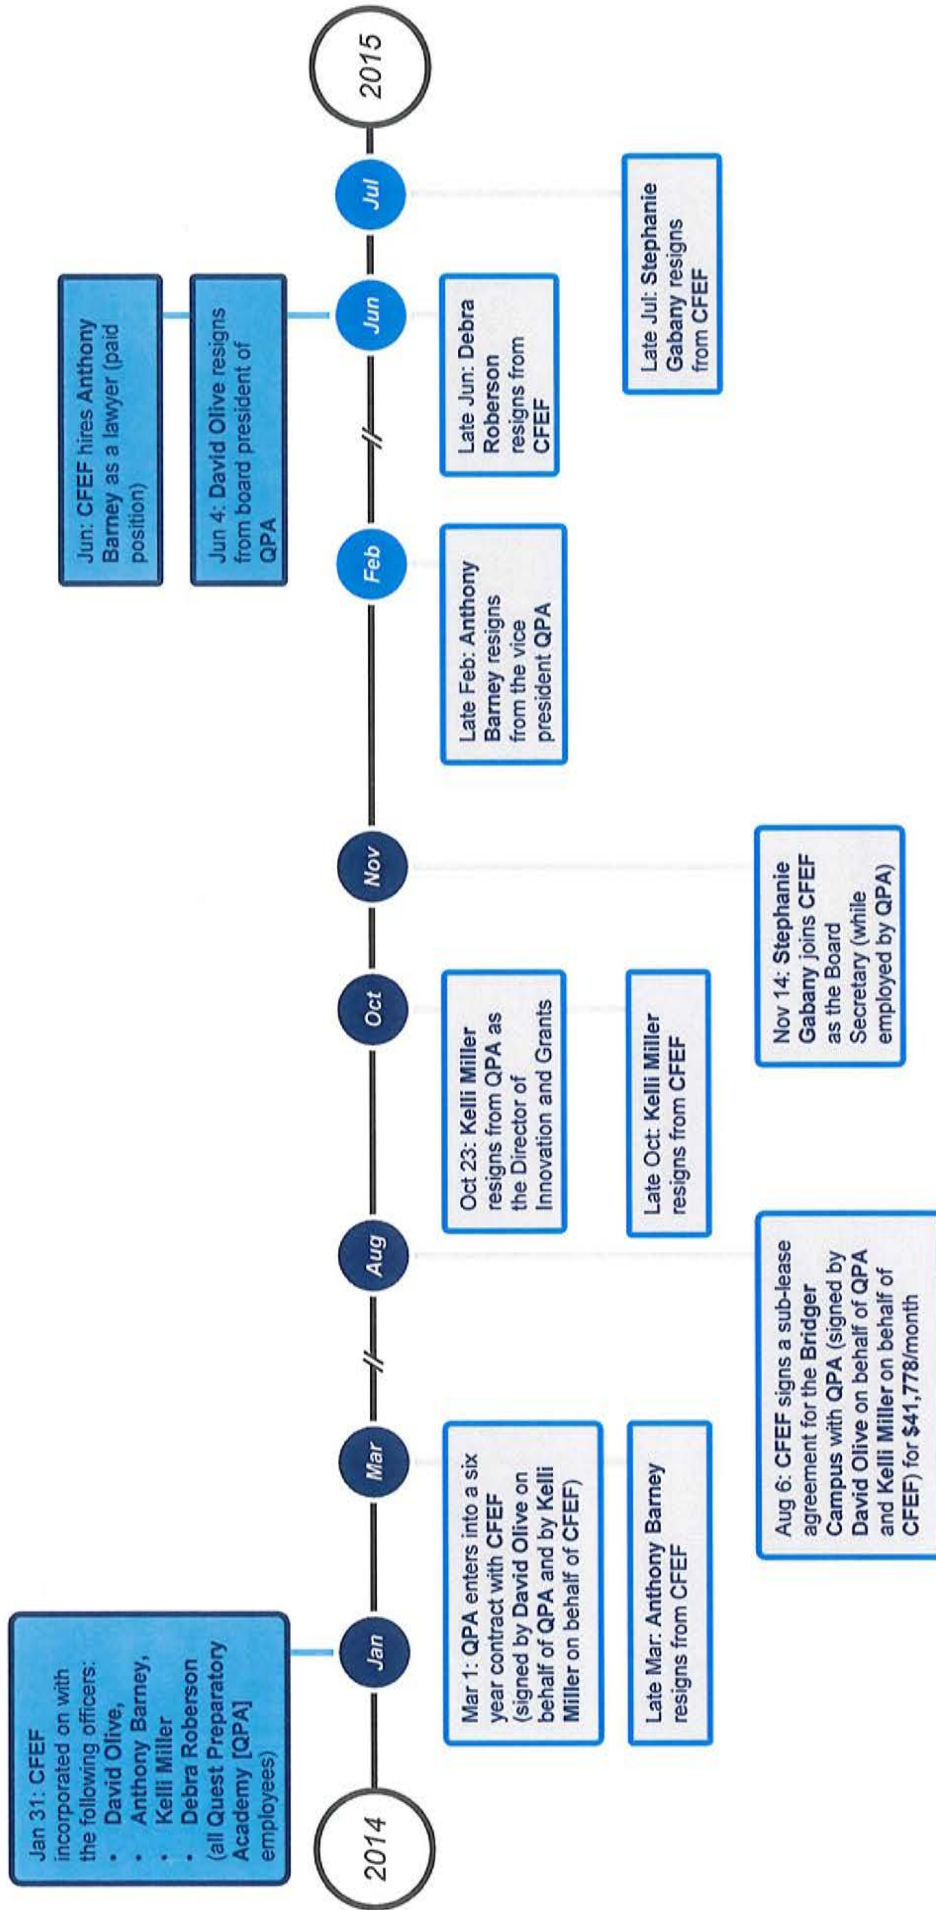 2014
Jan 31: CFEF
incorporated on with
the following officers:
• David Olive,
• Anthony Barney,
• Kelli Miller
• Debra Roberson
(all Quest Preparatory
Academy [QPA]
employees)
Jan
Mar
Mar 1: QPA enters into a six
year contract with CFEF
(signed by David Olive on
behalf of QPA and by Kelli
Miller on behalf of CFEF)
Late Mar: Anthony Barney
resigns from CFEF
Aug
Aug 6: CFEF signs a sub-lease
agreement for the Bridger
Campus with QPA (signed by
David Olive on behalf of QPA
and Kelli Miller on behalf of
CFEF) for $41,778/month
Oct
Oct 23: Kelli Miller
resigns from QPA as
the Director of
Innovation and Grants
Late Oct: Kelli Miller
resigns from CFEF
Nov
Nov 14: Stephanie
Gabany joins CFEF
as the Board
Secretary (while
employed by QPA)
Feb
Late Feb: Anthony
Barney resigns
from the vice
president QPA
Jun: CFEF hires Anthony
Barney as a lawyer (paid
position)
Jun 4: David Olive resigns
from board president of
QPA
Jun
Late Jun: Debra
Roberson
resigns from
CFEF
Jul
Late Jul: Stephanie
Gabany resigns
from CFEF
2015